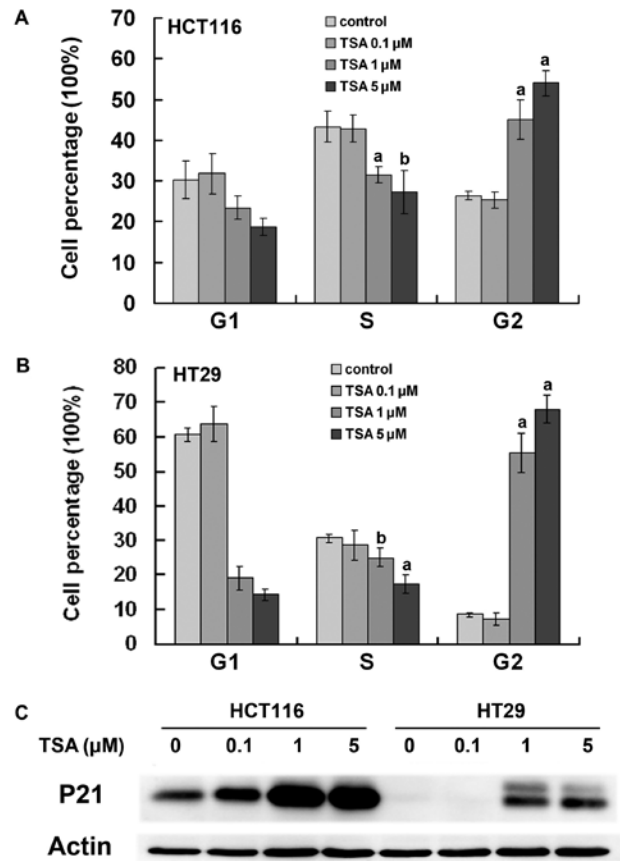 A
HCT116
control
TSA 0.1 µM
TSA 1 µM
TSA 5 µM
Cell percentage (100%)
70
60
50
40
30
20
10
0
a
b
a
a
G1 S G2
B
HT29
control
TSA 0.1 µM
TSA 1 µM
TSA 5 µM
Cell percentage (100%)
80
70
60
50
40
30
20
10
0
b
a
a
a
G1 S G2
C
HCT116 HT29
TSA (µM) 0 0.1 1 5 0 0.1 1 5
P21
Actin